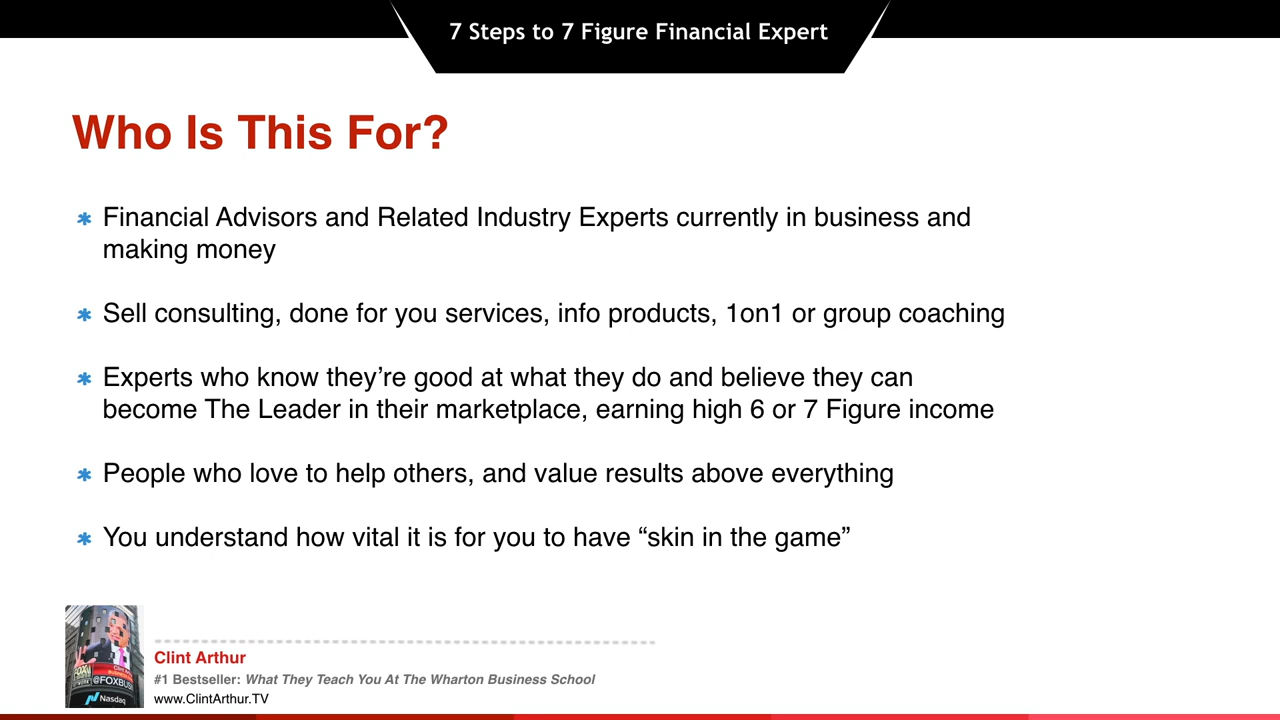 7 Steps to 7 Figure Financial Expert
Who Is This For?
Financial Advisors and Related Industry Experts currently in business and
making money
Sell consulting, done for you services, info products, 1on1 or group coaching
Experts who know they’re good at what they do and believe they can
become The Leader in their marketplace, earning high 6 or 7 Figure income
People who love to help others, and value results above everything
You understand how vital it is for you to have “skin in the game”
@FOXBUS
Nasdaq
Clint Arthur
#1 Bestseller: What They Teach You At The Wharton Business School
www.ClintArthur.TV